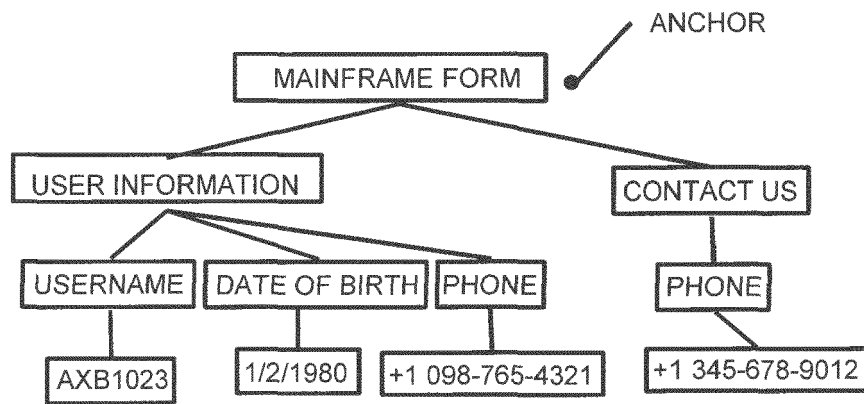 ANCHOR
MAINFRAME FORM
USER INFORMATION
CONTACT US
USERNAME
DATE OF BIRTH
PHONE
PHONE
AXB1023
1/2/1980
+1 098-765-4321
+1 345-678-9012